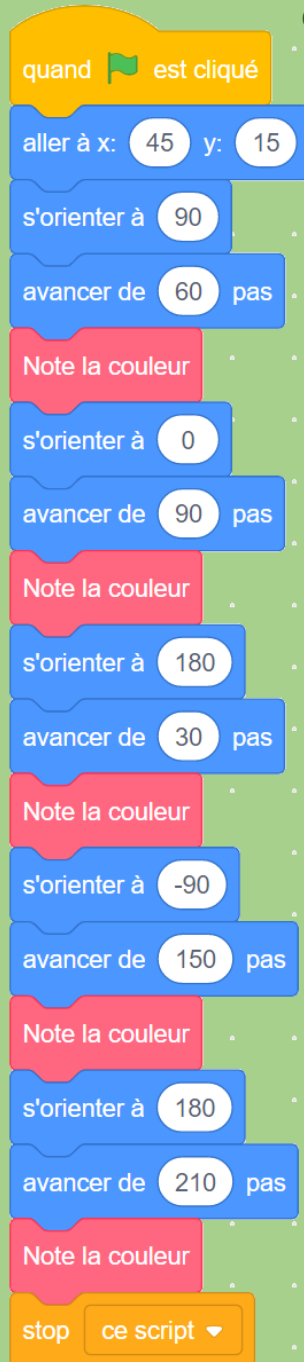 quand est cliqué
aller à x: 45 y: 15
s'orienter à 90
avancer de 60 pas
Note la couleur
s'orienter à 0
avancer de 90 pas
Note la couleur
s'orienter à 180
avancer de 30 pas
Note la couleur
s'orienter à -90
avancer de 150 pas
Note la couleur
s'orienter à 180
avancer de 210 pas
Note la couleur
stop ce script